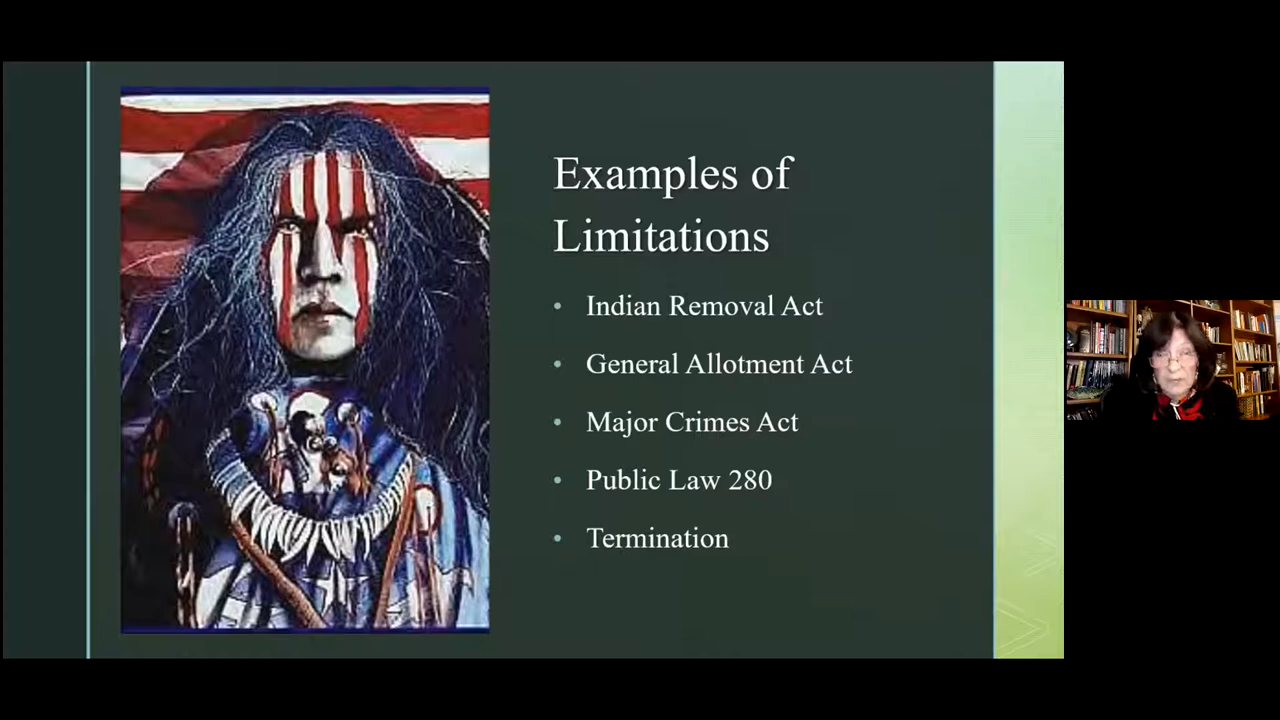 Examples of
Limitations
• Indian Removal Act
• General Allotment Act
• Major Crimes Act
• Public Law 280
• Termination